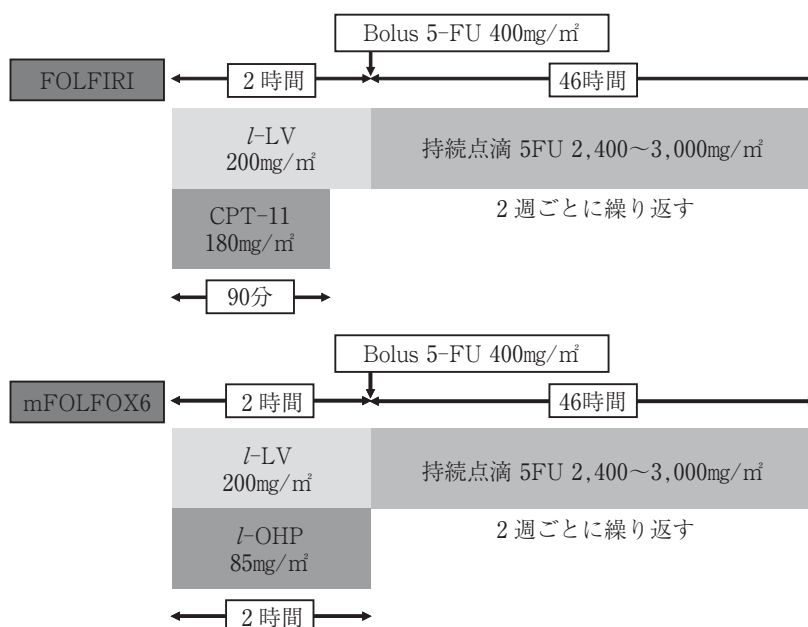 Bolus 5-FU 400mg/㎡
FOLFIRI
2時間
46時間
l-LV
200mg/㎡
持続点滴 5FU 2,400～3,000mg/㎡
CPT-11
180mg/㎡
2週ごとに繰り返す
90分
Bolus 5-FU 400mg/㎡
mFOLFOX6
2時間
46時間
l-LV
200mg/㎡
持続点滴 5FU 2,400～3,000mg/㎡
l-OHP
85mg/㎡
2週ごとに繰り返す
2時間